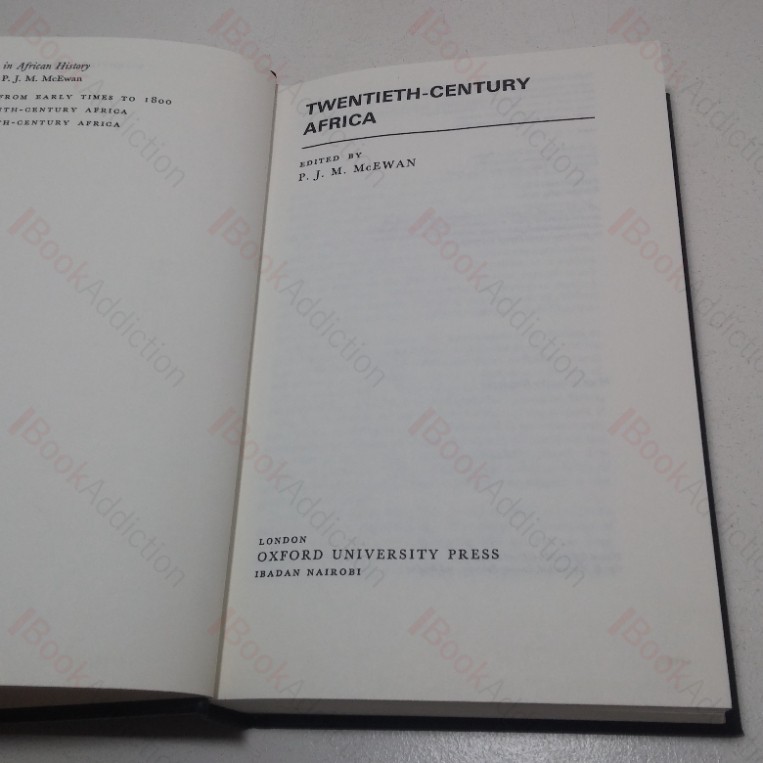 in African History
P. J. M. McEwan
FROM EARLY TIMES TO 1800
TH-CENTURY AFRICA
H-CENTURY AFRICA
TWENTIETH-CENTURY
AFRICA
EDITED BY
P. J. M. McEWAN
LONDON
OXFORD UNIVERSITY PRESS
IBADAN NAIROBI
BookAddiction